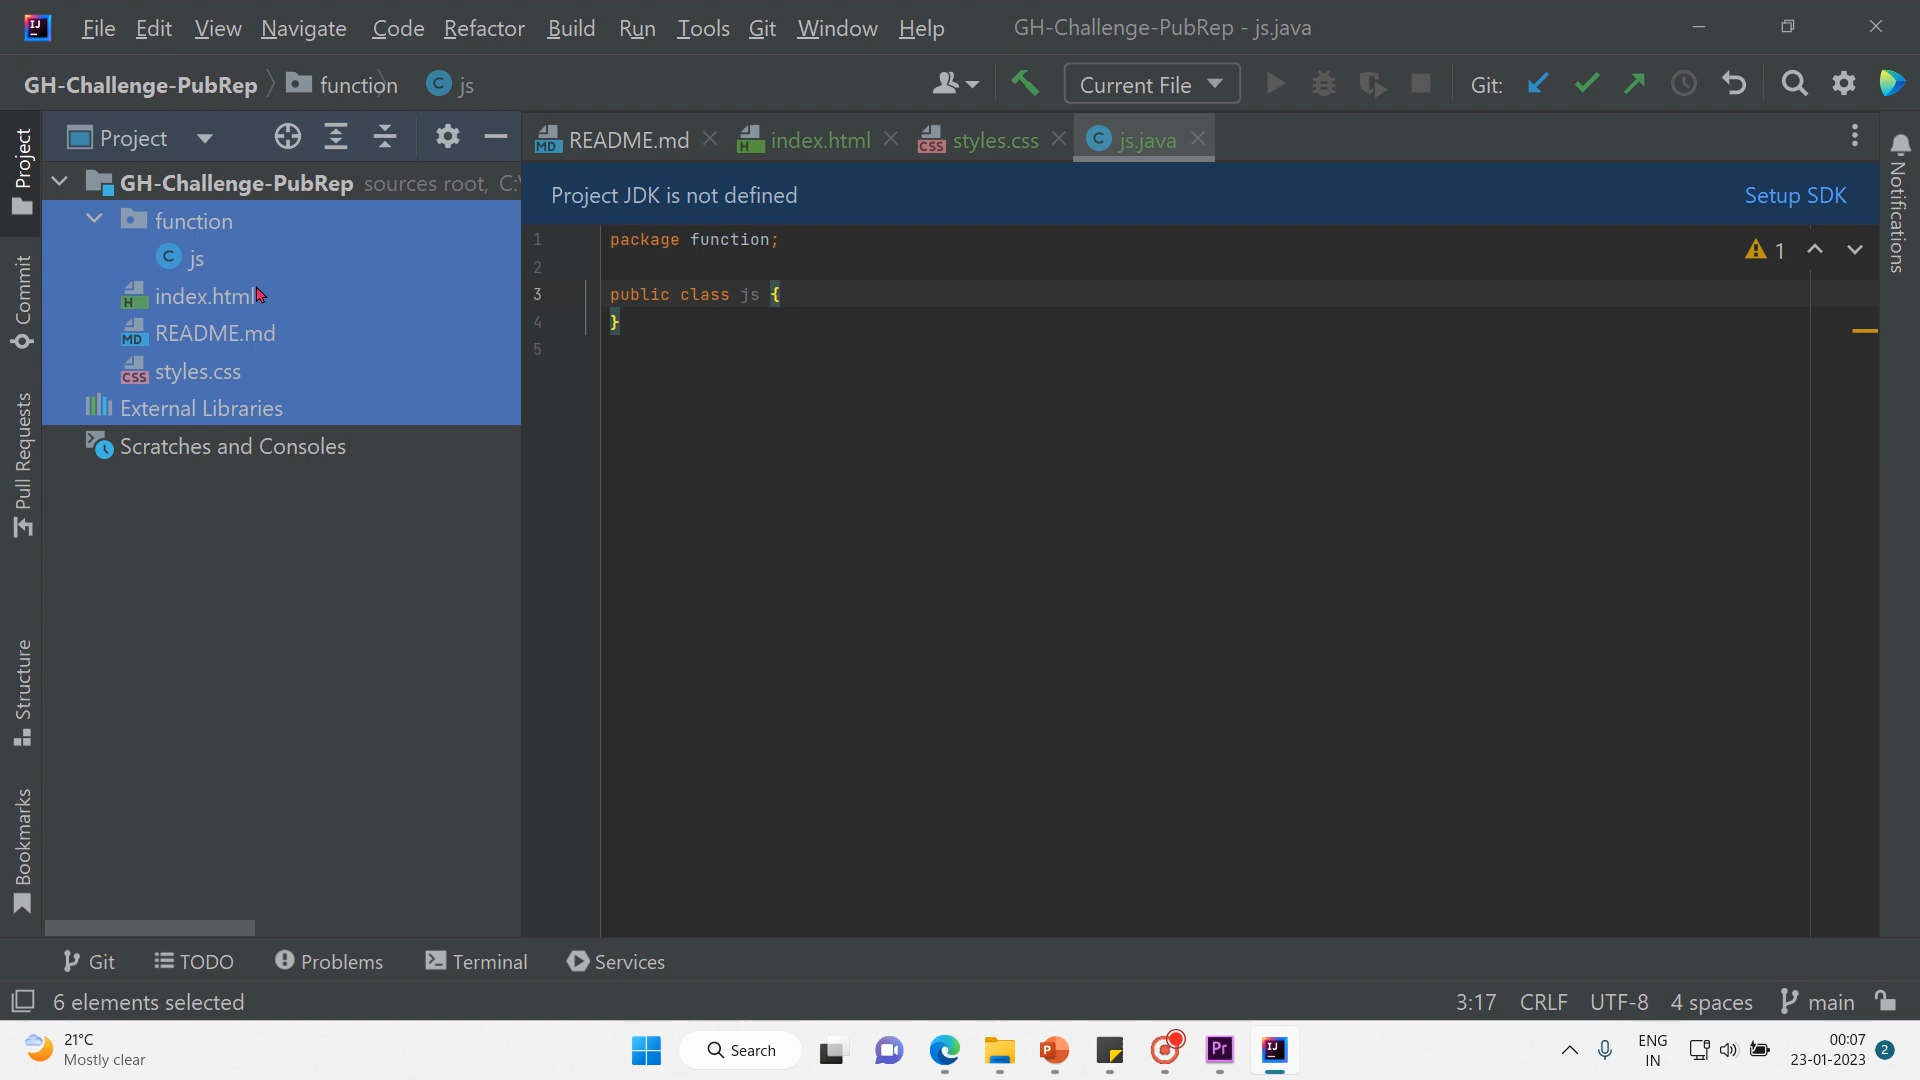 File Edit View Navigate Code Refactor Build Run Tools Git Window Help GH-Challenge-PubRep - js.java
GH-Challenge-PubRep function js Current File Git:
Project
README.md index.html styles.css js.java
GH-Challenge-PubRep sources root, C:\
function
js
index.html
README.md
styles.css
External Libraries
Scratches and Consoles
Project JDK is not defined Setup SDK
1 package function;
2
3 public class js {
4 }
5
1
Project
Commit
Pull Requests
Structure
Bookmarks
Notifications
Git TODO Problems Terminal Services
6 elements selected 3:17 CRLF UTF-8 4 spaces main
21°C
Mostly clear
Search
ENG
IN
00:07
23-01-2023
2